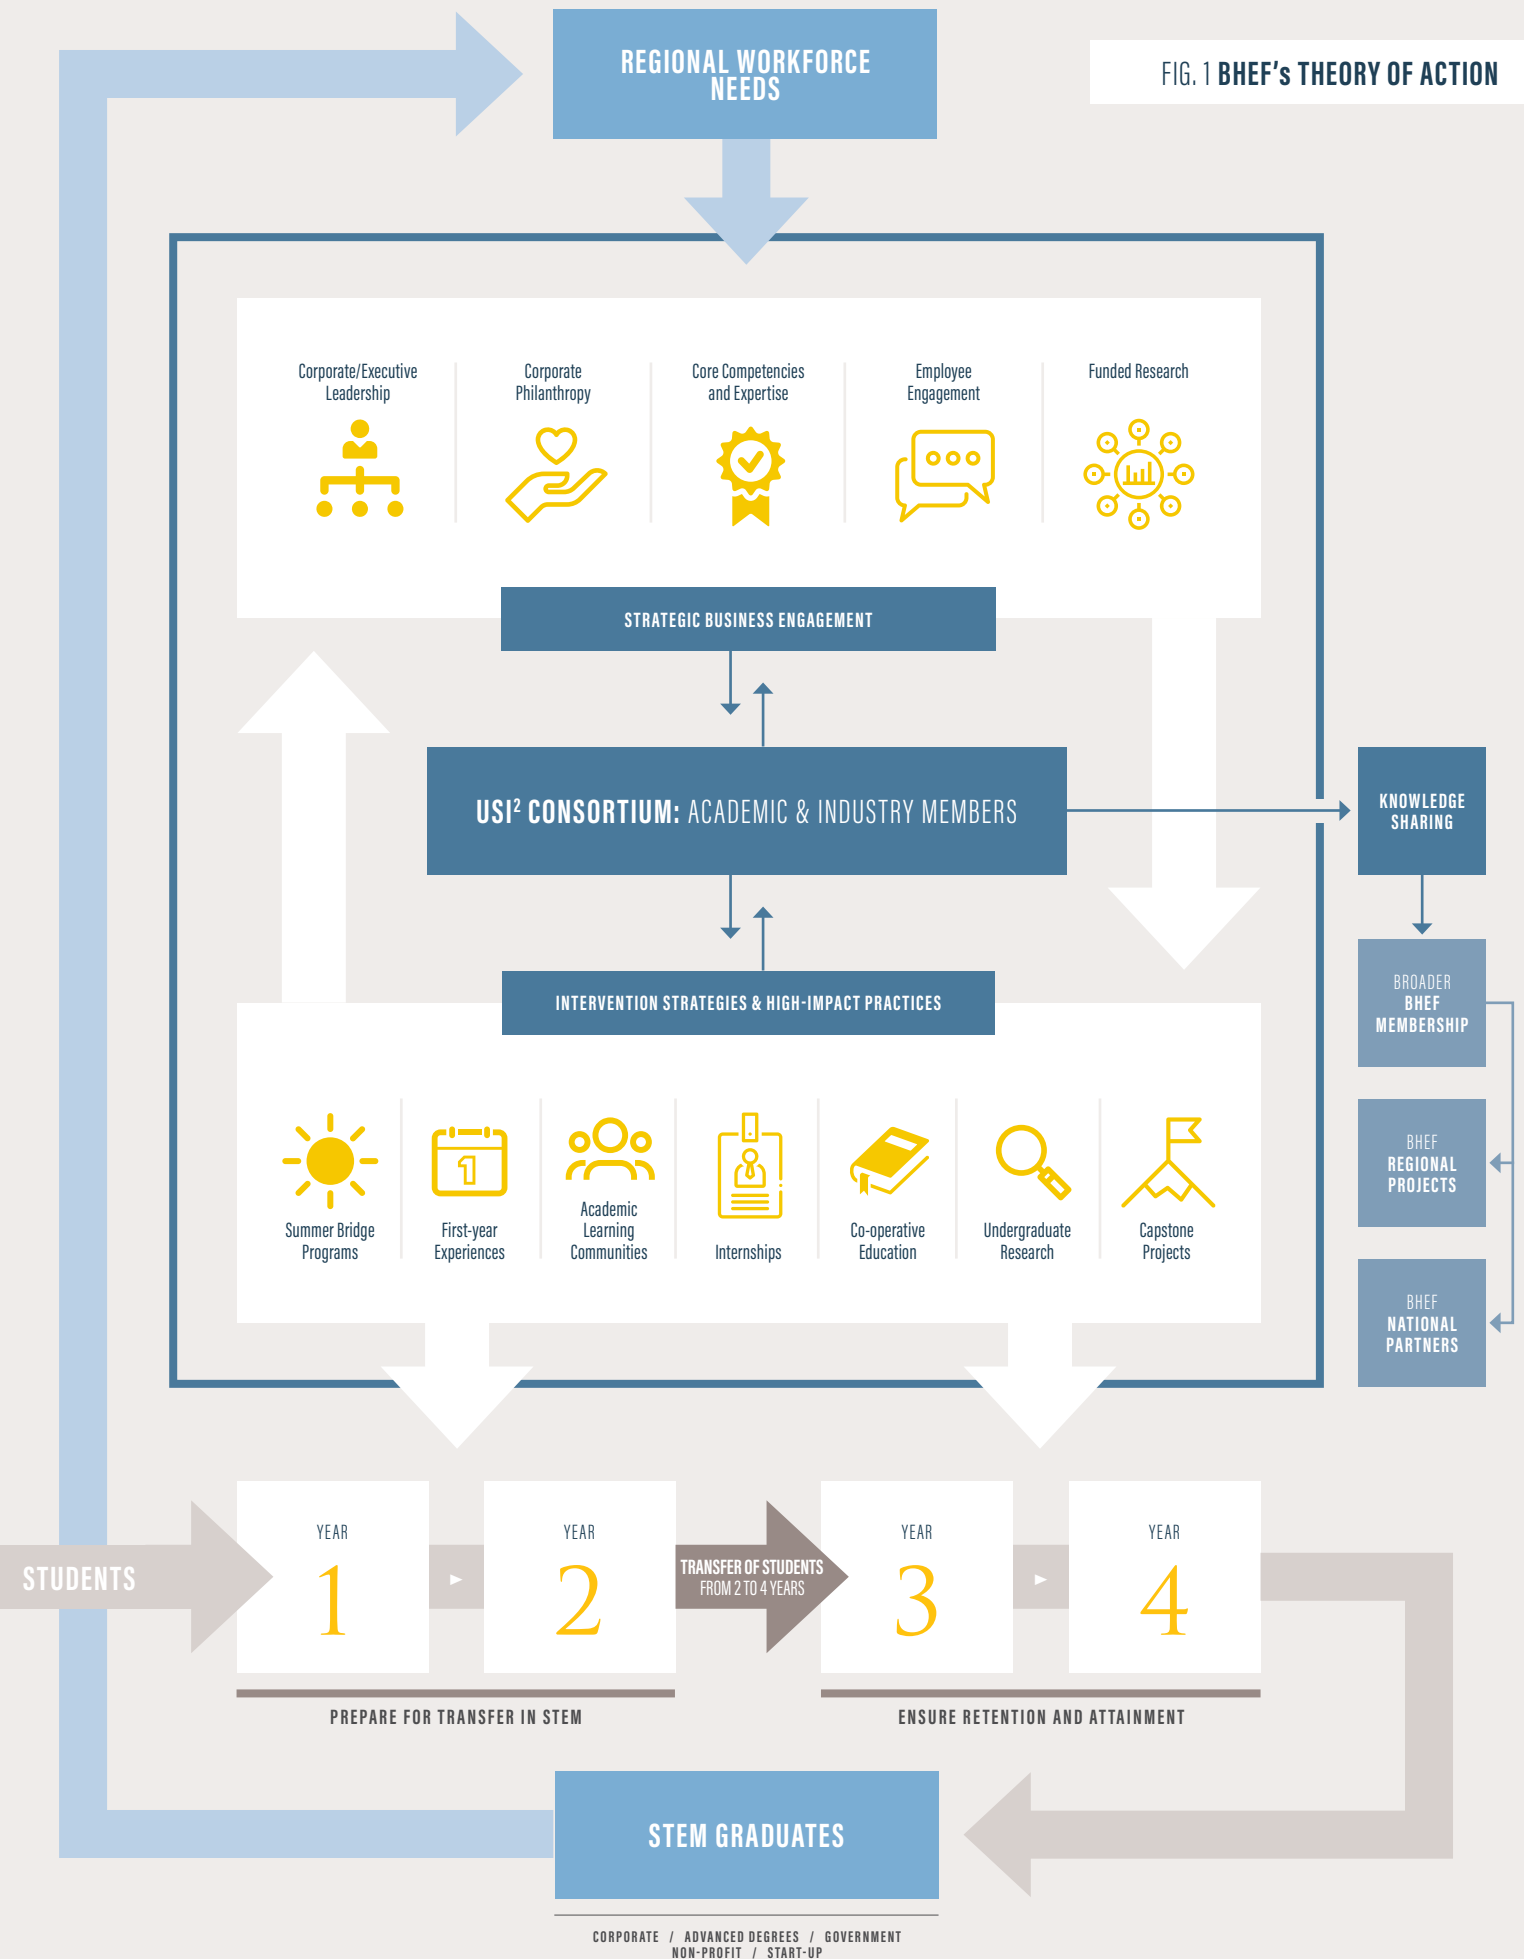 REGIONAL WORKFORCE
NEEDS
FIG. 1 BHEF's THEORY OF ACTION
Corporate/Executive
Leadership
Corporate
Philanthropy
Core Competencies
and Expertise
Employee
Engagement
Funded Research
STRATEGIC BUSINESS ENGAGEMENT
USI² CONSORTIUM: ACADEMIC & INDUSTRY MEMBERS
KNOWLEDGE
SHARING
BROADER
BHEF
MEMBERSHIP
BHEF
REGIONAL
PROJECTS
BHEF
NATIONAL
PARTNERS
INTERVENTION STRATEGIES & HIGH-IMPACT PRACTICES
1
Summer Bridge
Programs
First-year
Experiences
Academic
Learning
Communities
Internships
Co-operative
Education
Undergraduate
Research
Capstone
Projects
STUDENTS
YEAR
1
YEAR
2
TRANSFER OF STUDENTS
FROM 2 TO 4 YEARS
YEAR
3
YEAR
4
PREPARE FOR TRANSFER IN STEM
ENSURE RETENTION AND ATTAINMENT
STEM GRADUATES
CORPORATE / ADVANCED DEGREES / GOVERNMENT
NON-PROFIT / START-UP